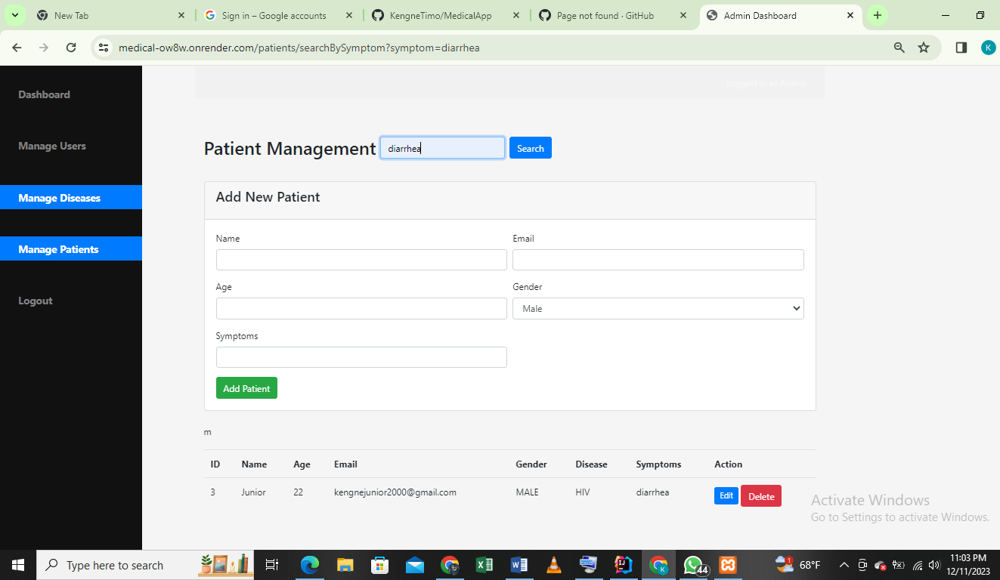 New Tab
Sign in – Google accounts
KengneTimo/MedicalApp
Page not found · GitHub
Admin Dashboard
medical-ow8w.onrender.com/patients/searchBySymptom?symptom=diarrhea
K
Logged in as Admin
Dashboard
Manage Users
Manage Diseases
Manage Patients
Logout
Patient Management diarrhea Search
Add New Patient
Name Email
Age Gender
Male
Symptoms
Add Patient
m
ID Name Age Email Gender Disease Symptoms Action
3 Junior 22 kengnejunior2000@gmail.com MALE HIV diarrhea Edit Delete
Activate Windows
Go to Settings to activate Windows.
Type here to search
44
1
68°F
11:03 PM
12/11/2023